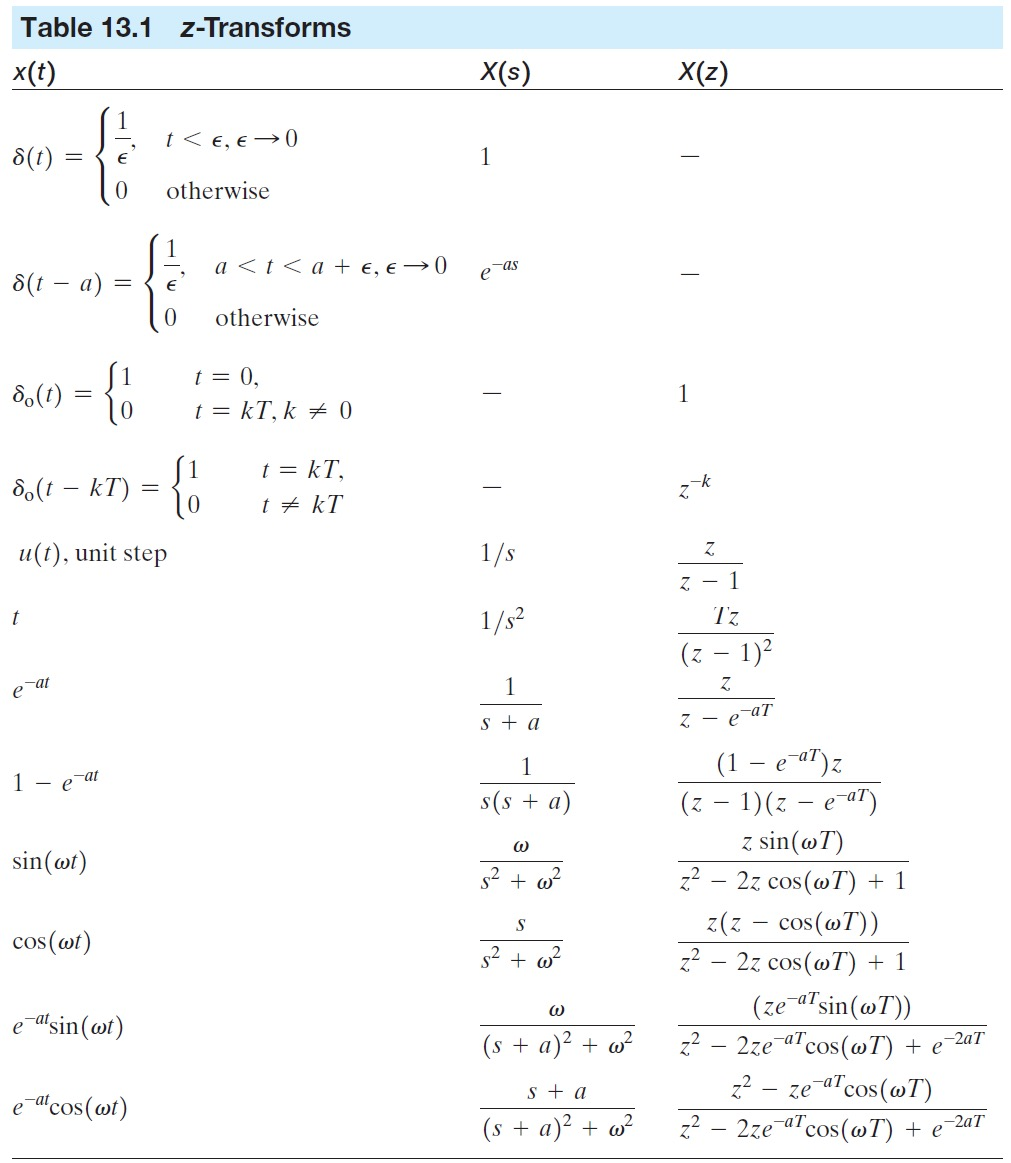 Table 13.1 z-Transforms
x(t) X(s) X(z)
δ(t) = { 1/ϵ, t < ϵ, ϵ → 0
0 otherwise
1 —
δ(t − a) = { 1/ϵ, a < t < a + ϵ, ϵ → 0
0 otherwise
e^−as —
δ₀(t) = { 1 t = 0,
0 t = kT, k ≠ 0
— 1
δ₀(t − kT) = { 1 t = kT,
0 t ≠ kT
— z^−k
u(t), unit step 1/s z/(z − 1)
t 1/s² Tz/(z − 1)²
e^−at 1/(s + a) z/(z − e^−aT)
1 − e^−at 1/(s(s + a)) (1 − e^−aT)z/((z − 1)(z − e^−aT))
sin(ωt) ω/(s² + ω²) z sin(ωT)/(z² − 2z cos(ωT) + 1)
cos(ωt) s/(s² + ω²) z(z − cos(ωT))/(z² − 2z cos(ωT) + 1)
e^−at sin(ωt) ω/((s + a)² + ω²) (ze^−aT sin(ωT))/(z² − 2ze^−aT cos(ωT) + e^−2aT)
e^−at cos(ωt) (s + a)/((s + a)² + ω²) (z² − ze^−aT cos(ωT))/(z² − 2ze^−aT cos(ωT) + e^−2aT)